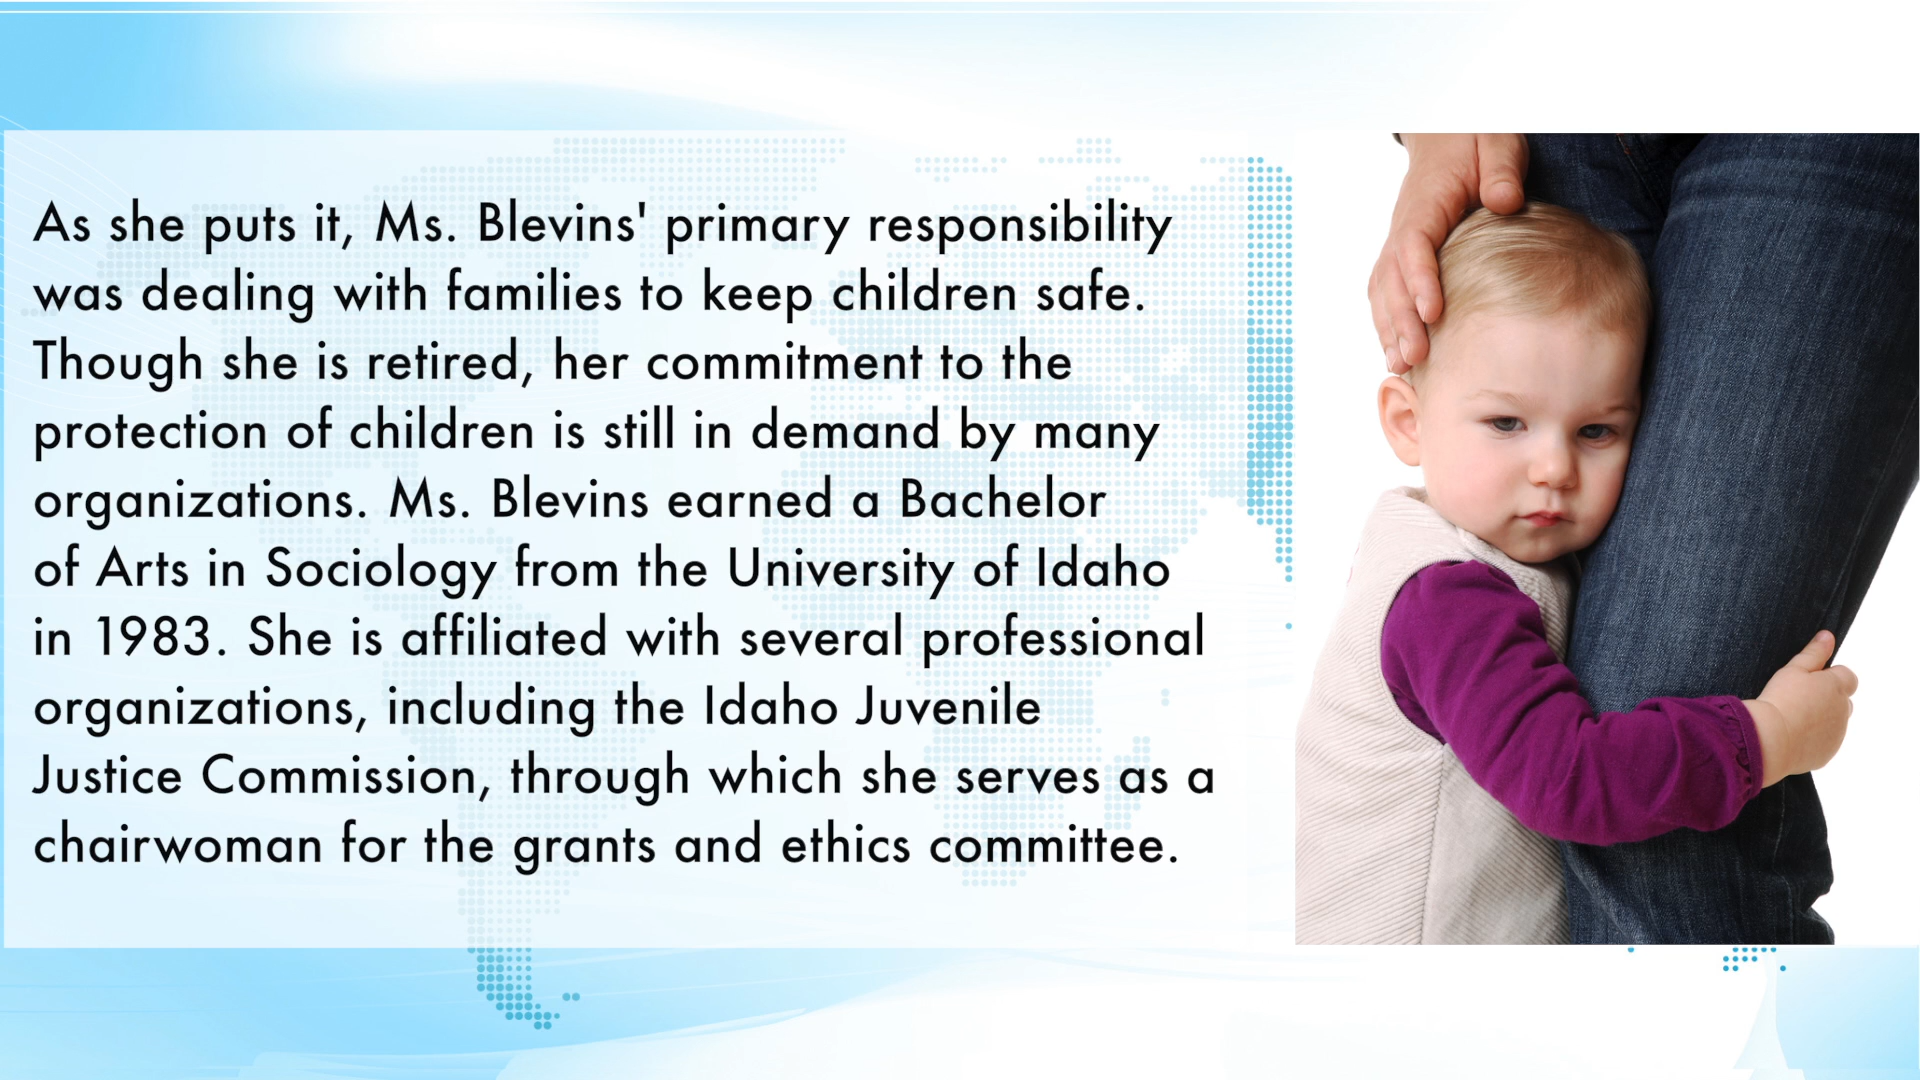 As she puts it, Ms. Blevins' primary responsibility
was dealing with families to keep children safe.
Though she is retired, her commitment to the
protection of children is still in demand by many
organizations. Ms. Blevins earned a Bachelor
of Arts in Sociology from the University of Idaho
in 1983. She is affiliated with several professional
organizations, including the Idaho Juvenile
Justice Commission, through which she serves as a
chairwoman for the grants and ethics committee.